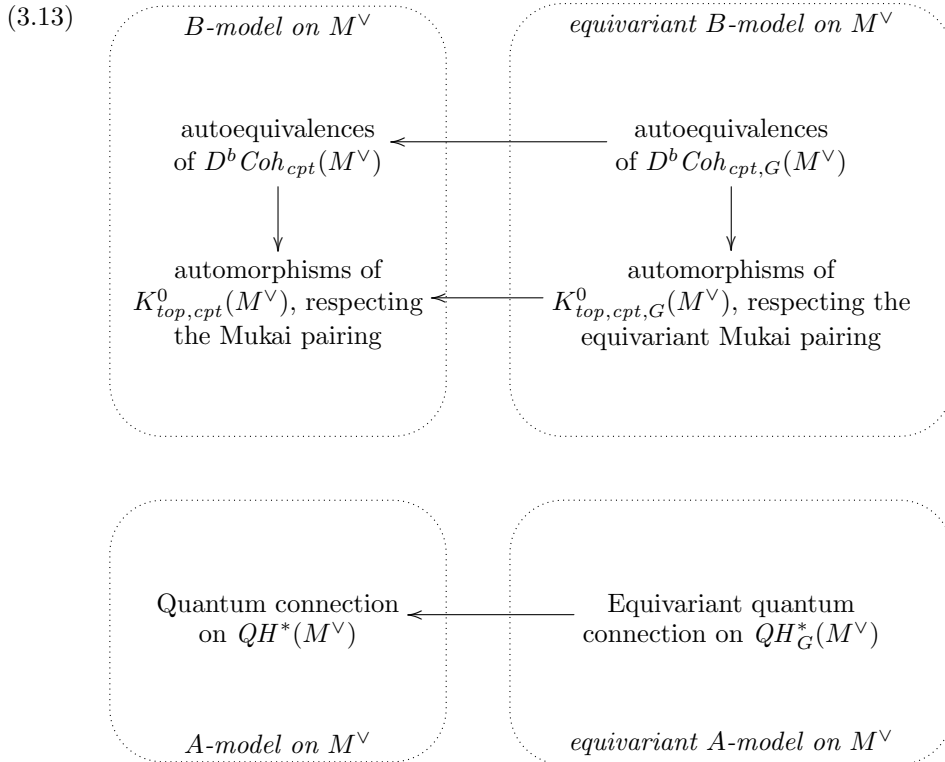 (3.13)
B-model on M^∨
equivariant B-model on M^∨
autoequivalences
of D^b Coh_{cpt}(M^∨)
autoequivalences
of D^b Coh_{cpt,G}(M^∨)
automorphisms of
K^0_{top,cpt}(M^∨), respecting
the Mukai pairing
automorphisms of
K^0_{top,cpt,G}(M^∨), respecting the
equivariant Mukai pairing
Quantum connection
on QH^*(M^∨)
Equivariant quantum
connection on QH^*_G(M^∨)
A-model on M^∨
equivariant A-model on M^∨